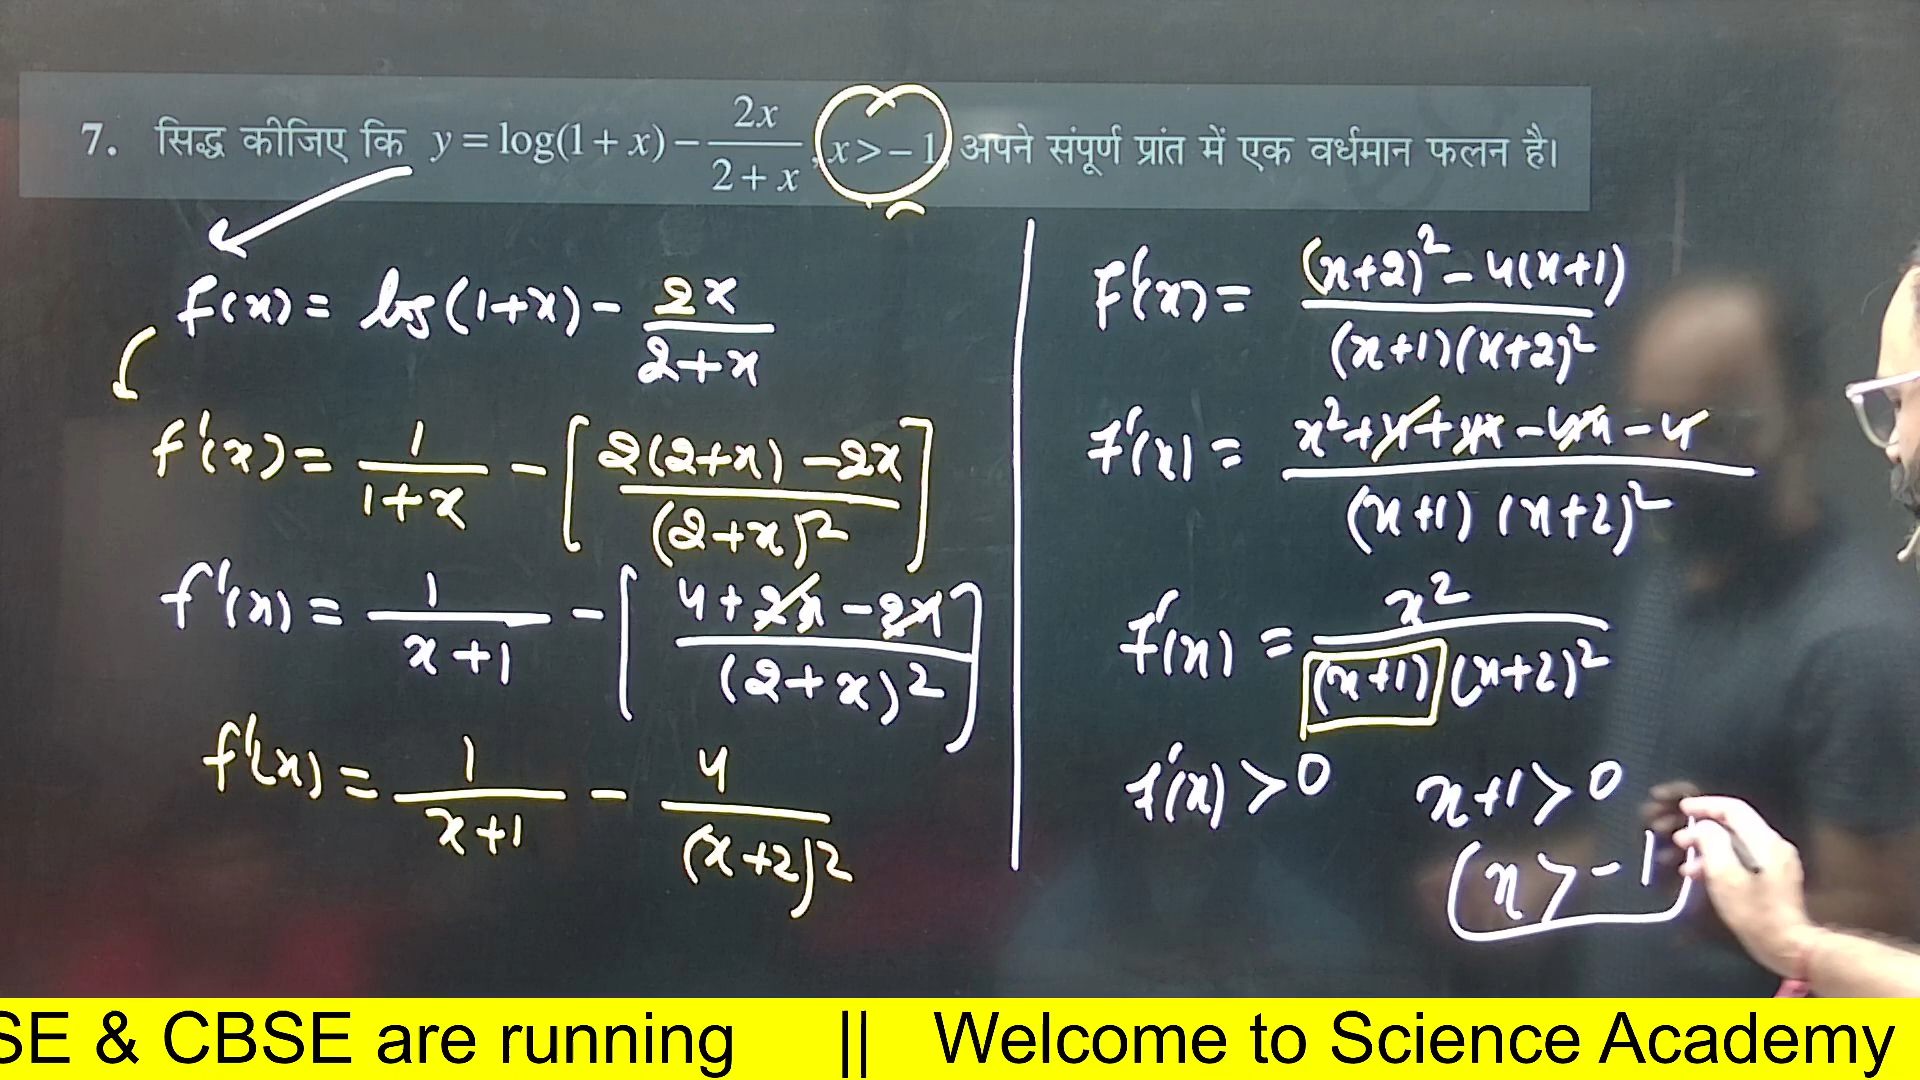 7. सिद्ध कीजिए कि y = log(1 + x) − 2x/(2 + x), x > − 1, अपने संपूर्ण प्रांत में एक वर्धमान फलन है।
f(x) = log(1+x) − 2x/(2+x)
f'(x) = 1/(1+x) − [(2(2+x) − 2x)/(2+x)²]
f'(x) = 1/(x+1) − [(4+2x−2x)/(2+x)²]
f'(x) = 1/(x+1) − 4/(x+2)²
F'(x) = ((x+2)² − 4(x+1))/((x+1)(x+2)²)
f'(x) = (x²+4+4x−4x−4)/((x+1)(x+2)²)
f'(x) = x²/((x+1)(x+2)²)
f'(x) > 0 x+1 > 0
(x > −1)
SE & CBSE are running || Welcome to Science Academy